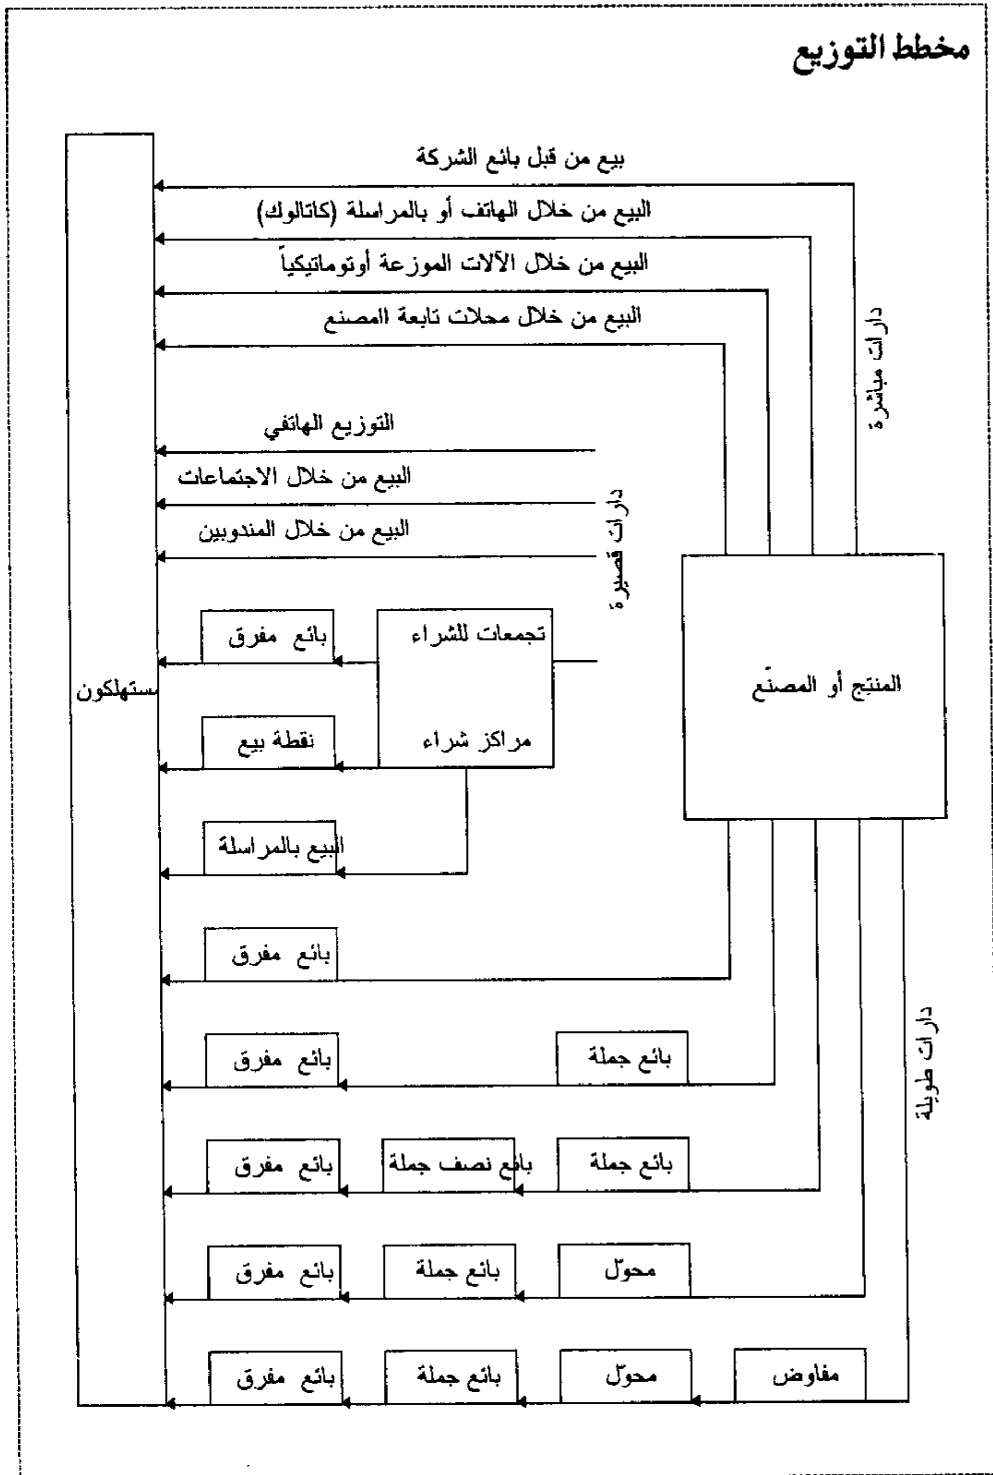 مخطط التوزيع
بيع من قبل بائع الشركة
البيع من خلال الهاتف أو بالمراسلة (كاتالوك)
البيع من خلال الآلات الموزعة أوتوماتيكياً
البيع من خلال محلات تابعة المصنع
دارات مباشرة
التوزيع الهاتفي
البيع من خلال الاجتماعات
البيع من خلال المندوبين
دارات قصيرة
تجمعات للشراء
بائع مفرق
المنتج أو المصنّع
مستهلكون
مراكز شراء
نقطة بيع
البيع بالمراسلة
بائع مفرق
دارات طويلة
بائع جملة
بائع مفرق
بائع جملة
بائع نصف جملة
بائع مفرق
محوّل
بائع جملة
بائع مفرق
مفاوض
محوّل
بائع جملة
بائع مفرق